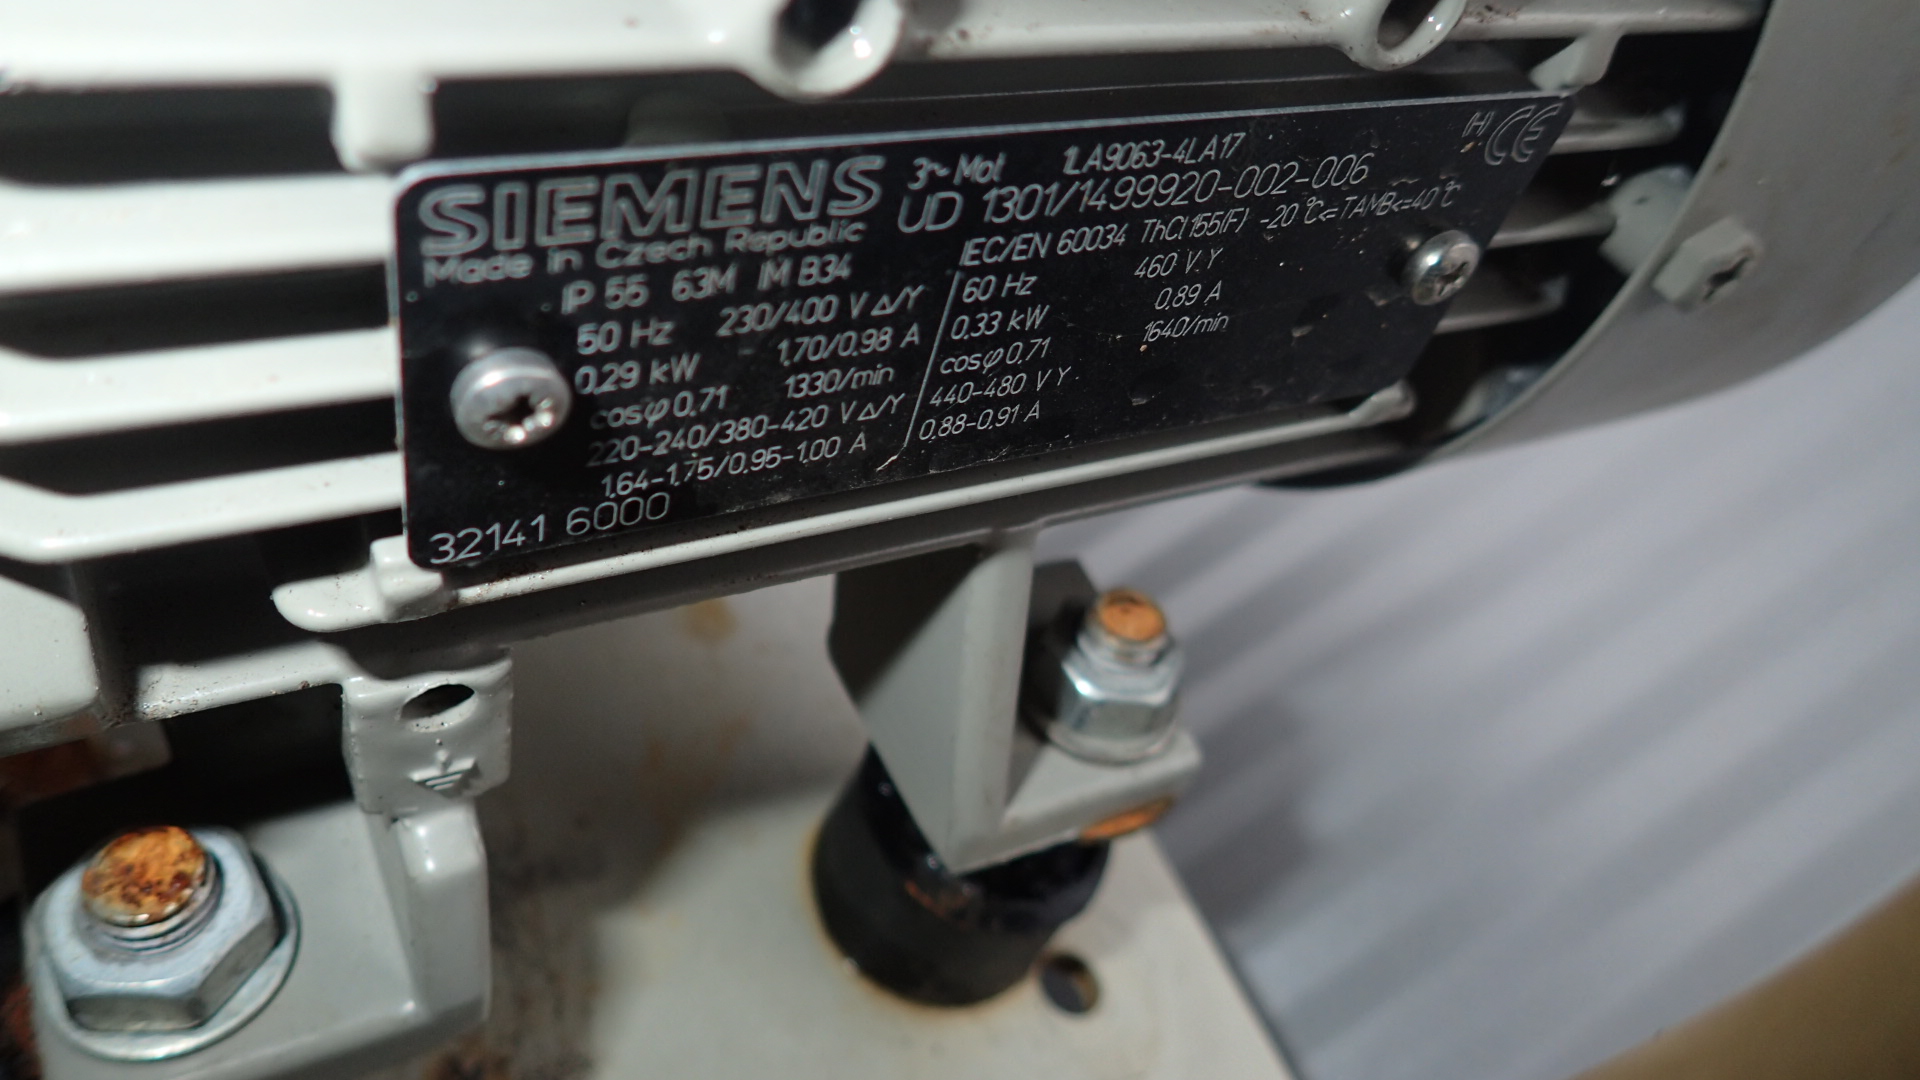 SIEMENS 3~ Mot 1LA9063-4LA17 (H) CE
Made in Czech Republic UD 1301/1499920-002-006
IP 55 63M IM B34 IEC/EN 60034 ThCl155(F) -20 °C<=TAMB<=40 °C
50 Hz 230/400 V Δ/Y 60 Hz 460 V Y
0,29 kW 1,70/0,98 A 0,33 kW 0,89 A
cosφ 0,71 1330/min cosφ 0,71 1640/min
220-240/380-420 V Δ/Y 440-480 V Y
1,64-1,75/0,95-1,00 A 0,88-0,91 A
32141 6000